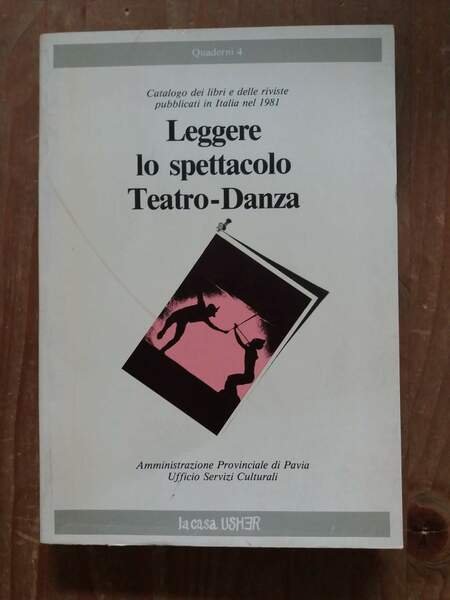 Quaderni 4
Catalogo dei libri e delle riviste
pubblicati in Italia nel 1981
Leggere
lo spettacolo
Teatro-Danza
Amministrazione Provinciale di Pavia
Ufficio Servizi Culturali
la casa USHER